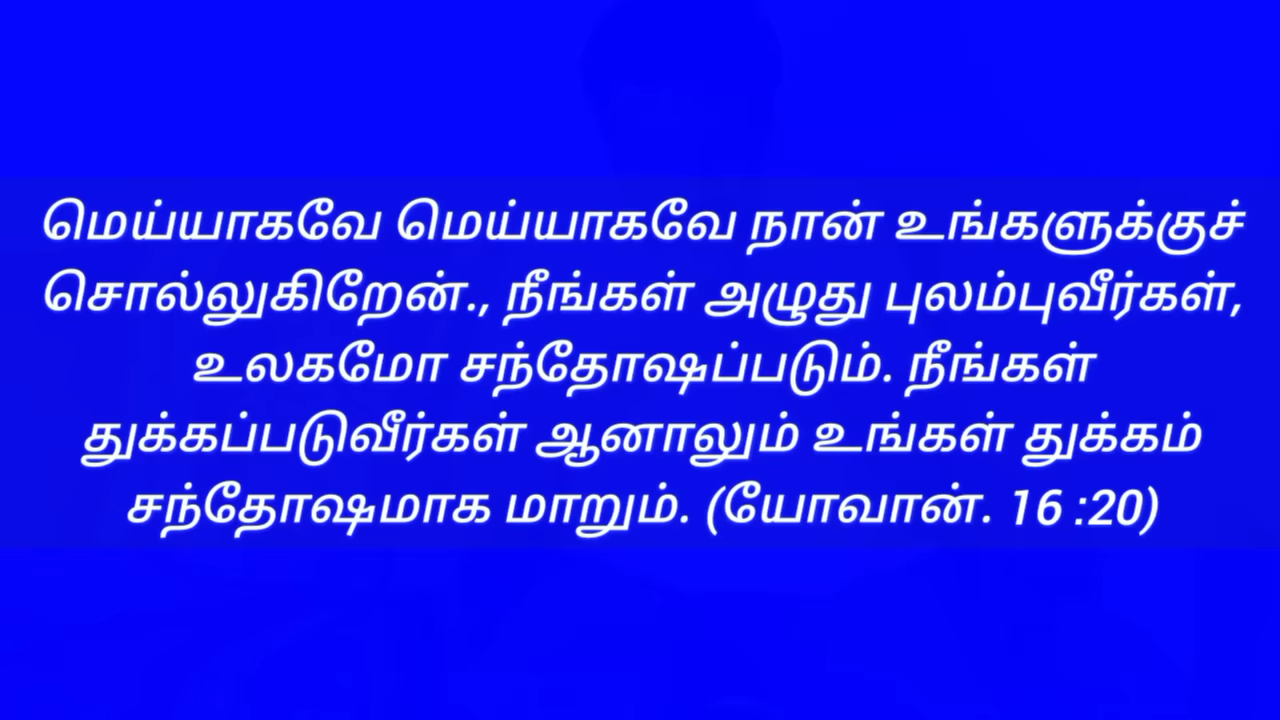 மெய்யாகவே மெய்யாகவே நான் உங்களுக்குச்
சொல்லுகிறேன்., நீங்கள் அழுது புலம்புவீர்கள்,
உலகமோ சந்தோஷப்படும். நீங்கள்
துக்கப்படுவீர்கள் ஆனாலும் உங்கள் துக்கம்
சந்தோஷமாக மாறும். (யோவான். 16 :20)